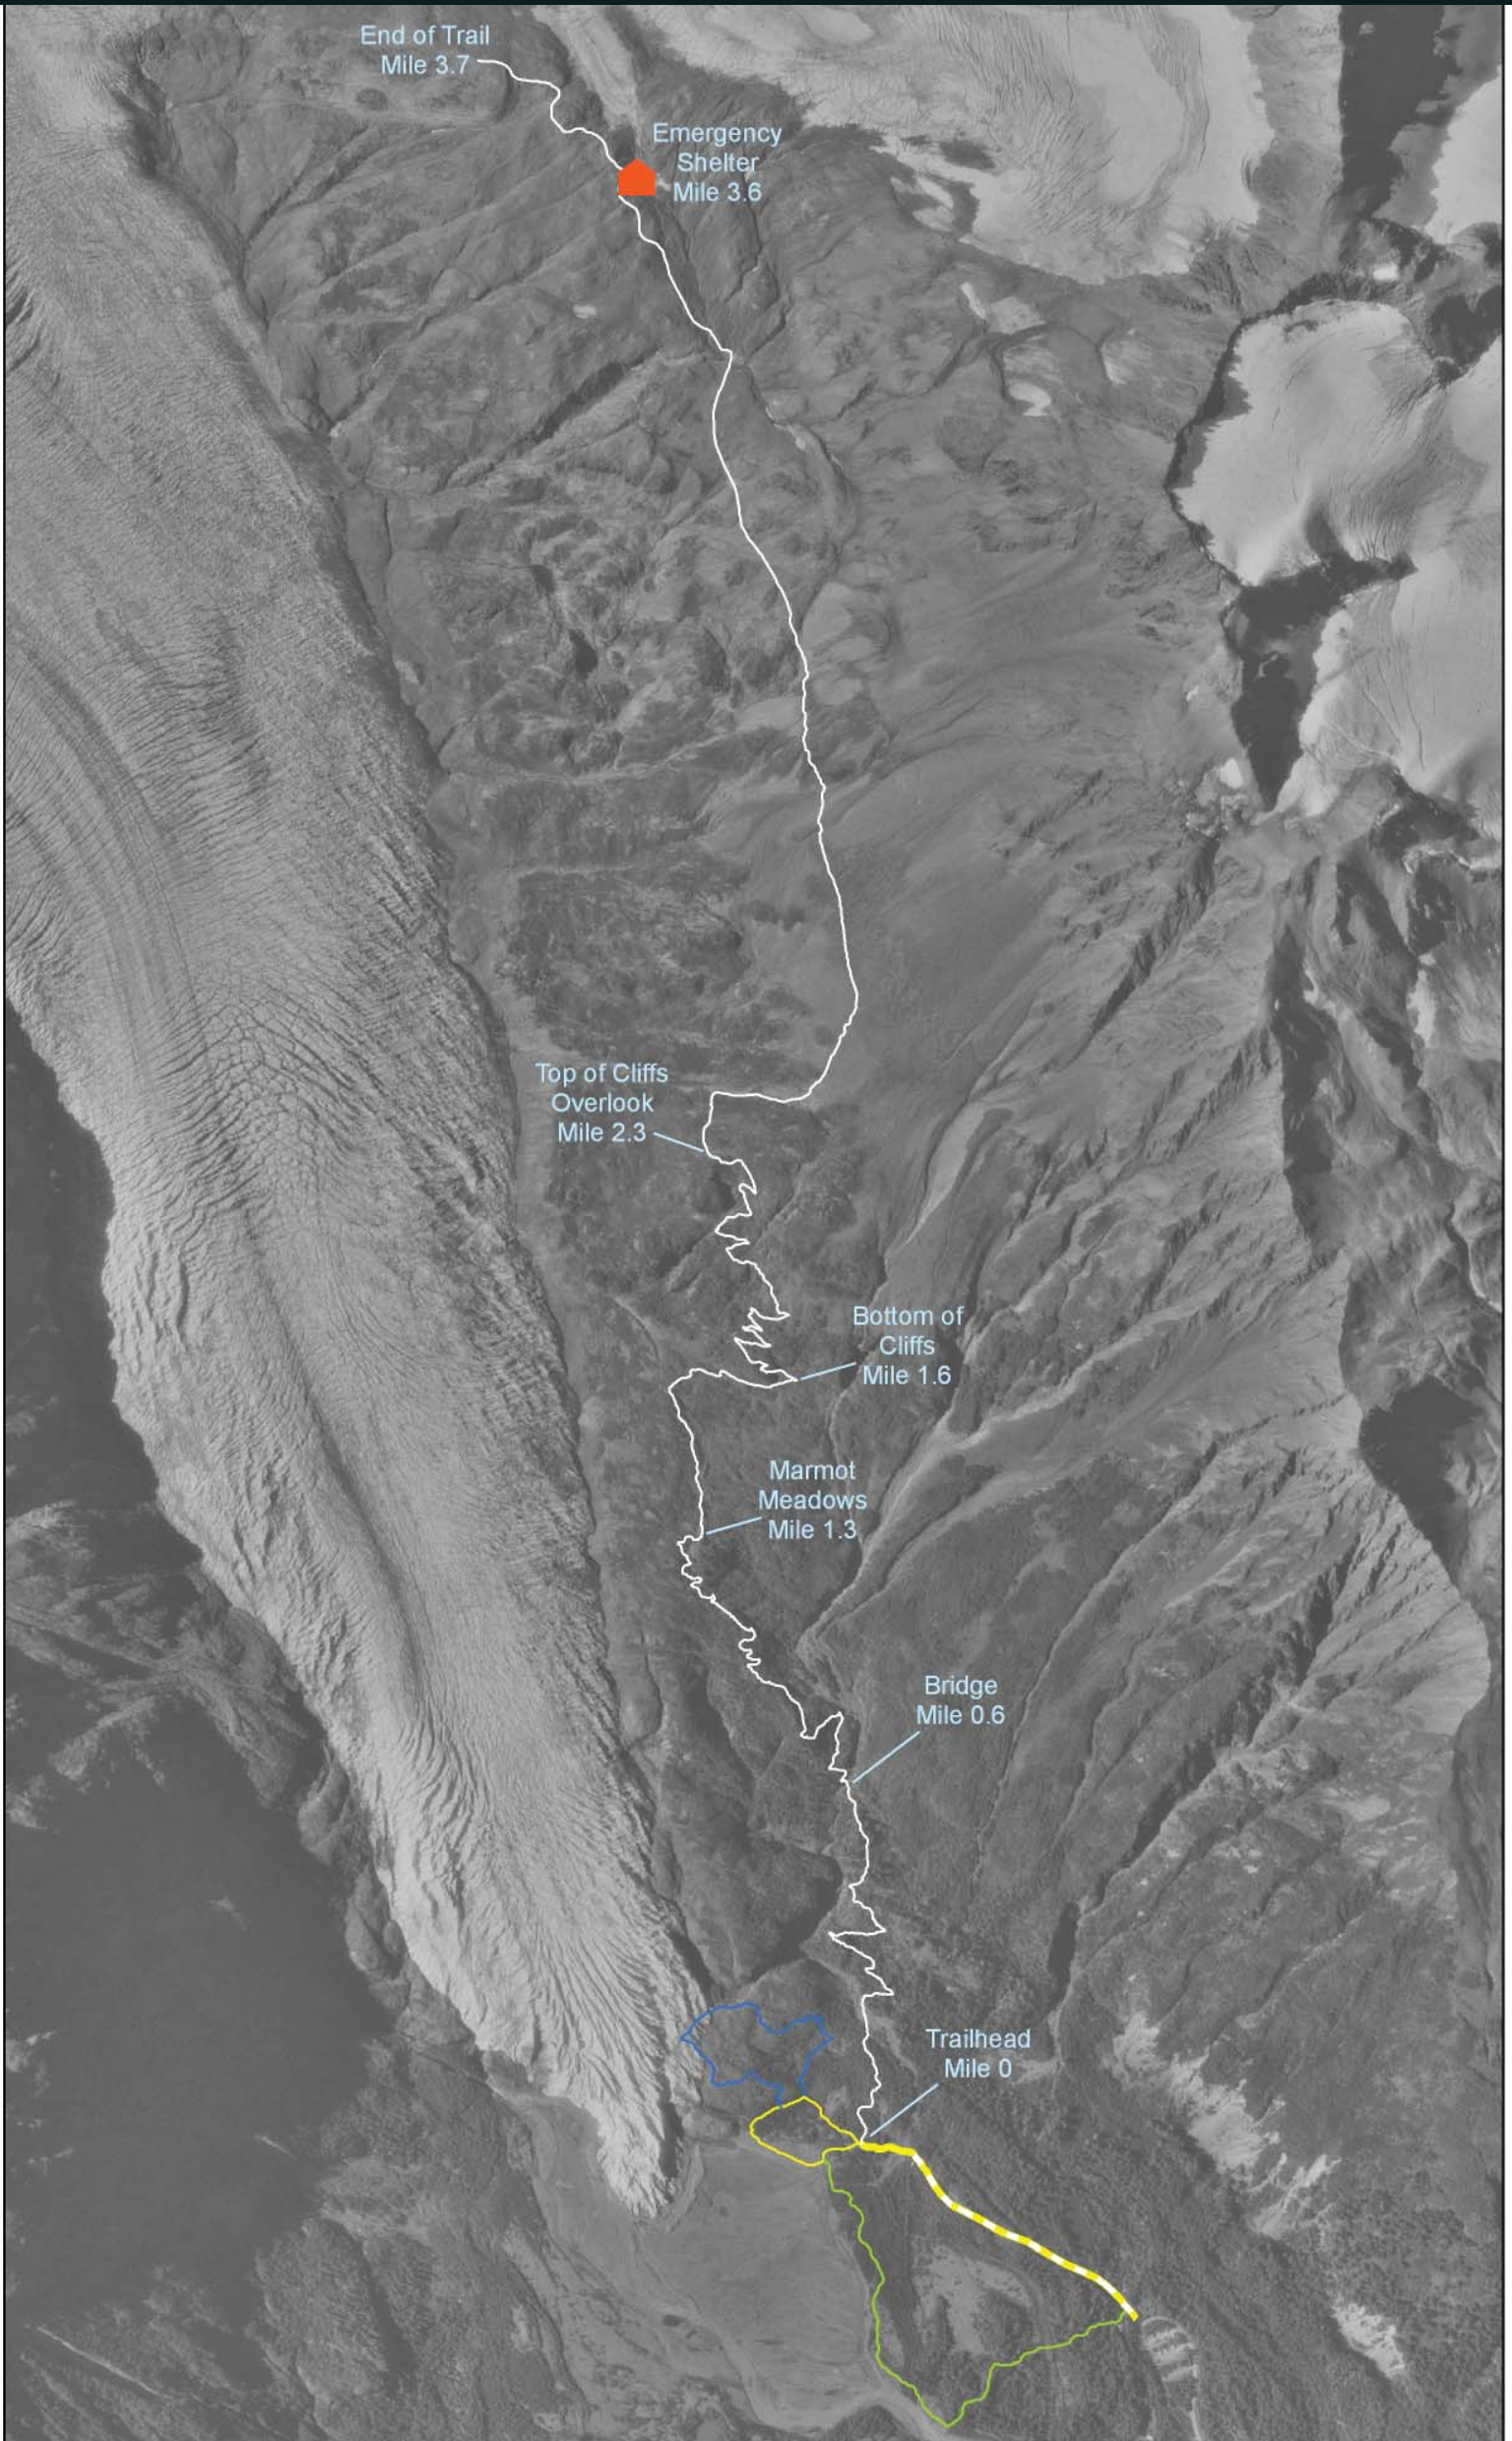 End of Trail
Mile 3.7
Emergency
Shelter
Mile 3.6
Top of Cliffs
Overlook
Mile 2.3
Bottom of
Cliffs
Mile 1.6
Marmot
Meadows
Mile 1.3
Bridge
Mile 0.6
Trailhead
Mile 0